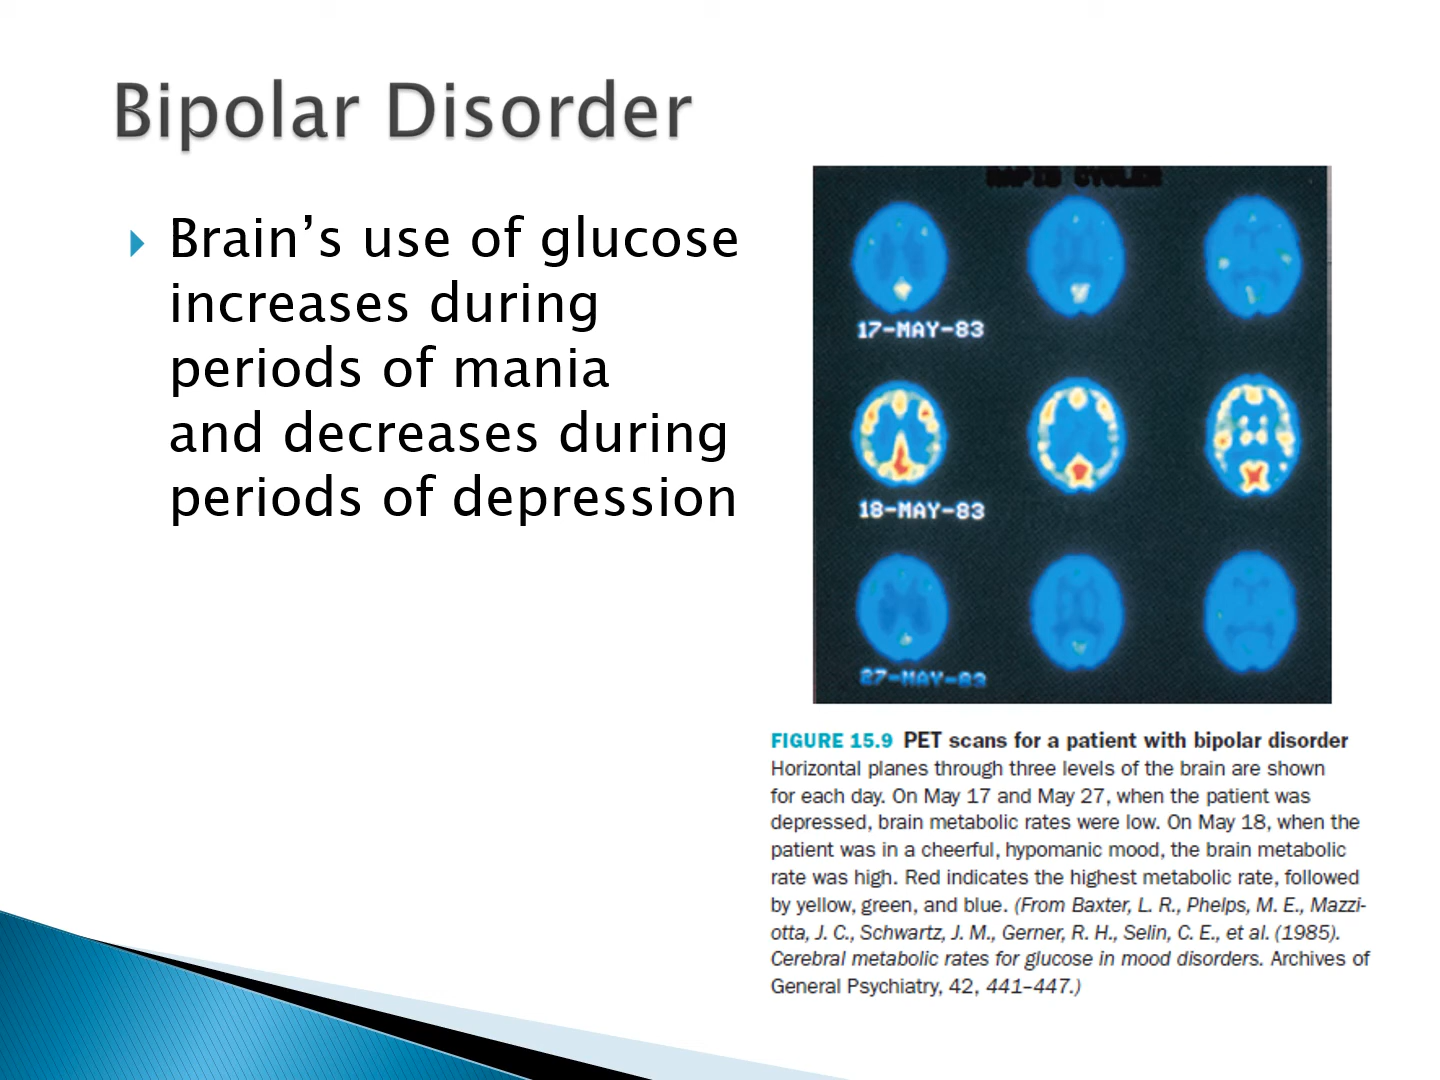 Bipolar Disorder
Brain’s use of glucose
increases during
periods of mania
and decreases during
periods of depression
RAPID CYCLER
17-MAY-83
18-MAY-83
27-MAY-83
FIGURE 15.9 PET scans for a patient with bipolar disorder
Horizontal planes through three levels of the brain are shown
for each day. On May 17 and May 27, when the patient was
depressed, brain metabolic rates were low. On May 18, when the
patient was in a cheerful, hypomanic mood, the brain metabolic
rate was high. Red indicates the highest metabolic rate, followed
by yellow, green, and blue. (From Baxter, L. R., Phelps, M. E., Mazzi-
otta, J. C., Schwartz, J. M., Gerner, R. H., Selin, C. E., et al. (1985).
Cerebral metabolic rates for glucose in mood disorders. Archives of
General Psychiatry, 42, 441–447.)